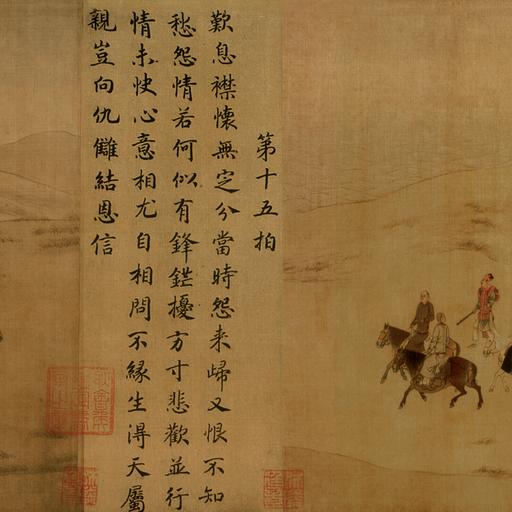 第十五拍
歎息襟懷無定分當時怨来歸又恨不知
愁怨情若何似有鋒鋩擾方寸悲歡並行
情未快心意相尤自相問不緣生得天屬
親豈向仇讎結恩信